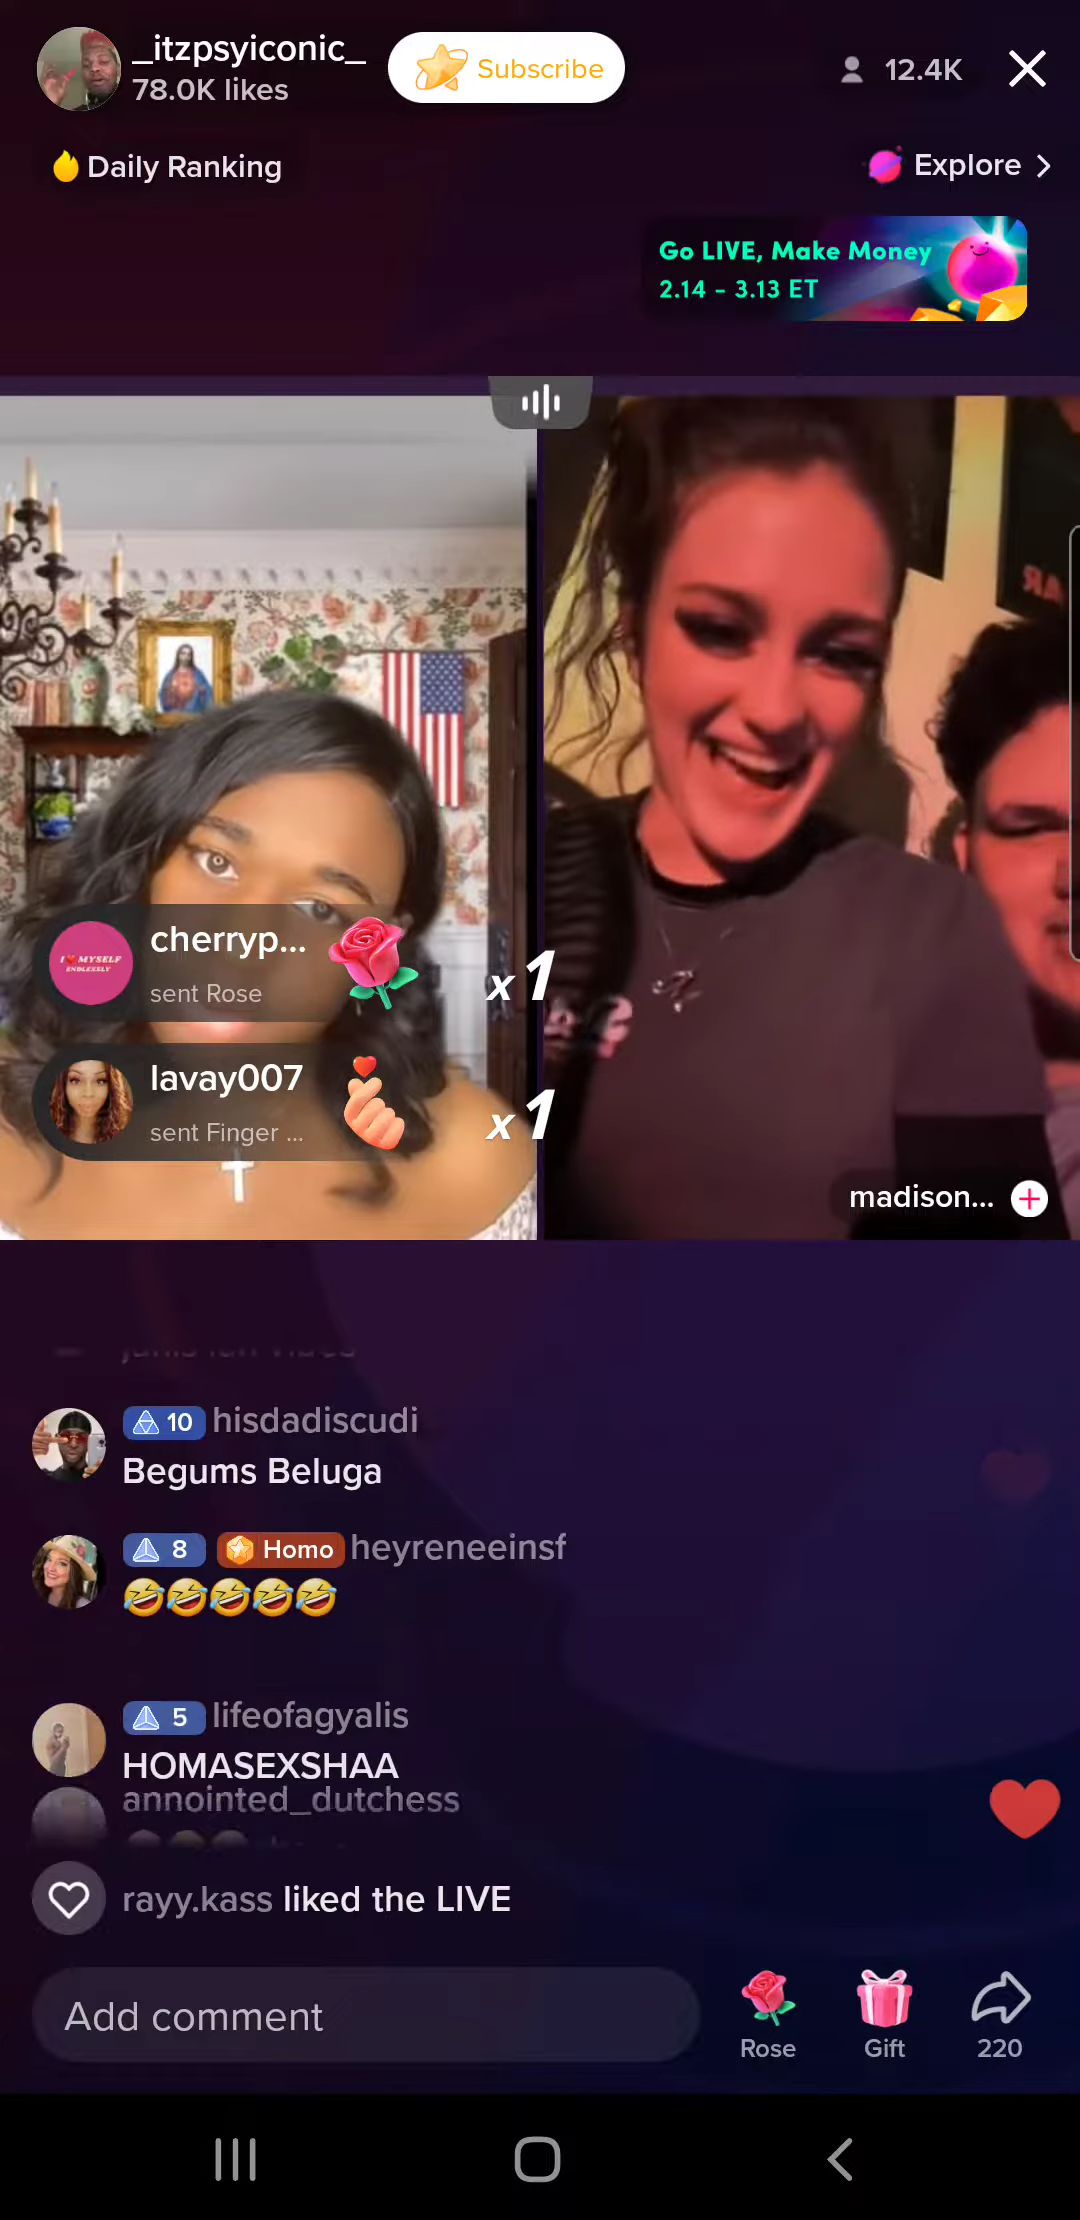 _itzpsyiconic_
78.0K likes
Subscribe
12.4K
Daily Ranking
Explore
Go LIVE, Make Money
2.14 - 3.13 ET
cherryp...
sent Rose
x1
I ❤ MYSELF
ENDLESSLY
lavay007
sent Finger ...
x1
madison...
10 hisdadiscudi
Begums Beluga
8 Homo heyreneeinsf
🤣🤣🤣🤣🤣
5 lifeofagyalis
HOMASEXSHAA
annointed_dutchess
rayy.kass liked the LIVE
Add comment
Rose
Gift
220